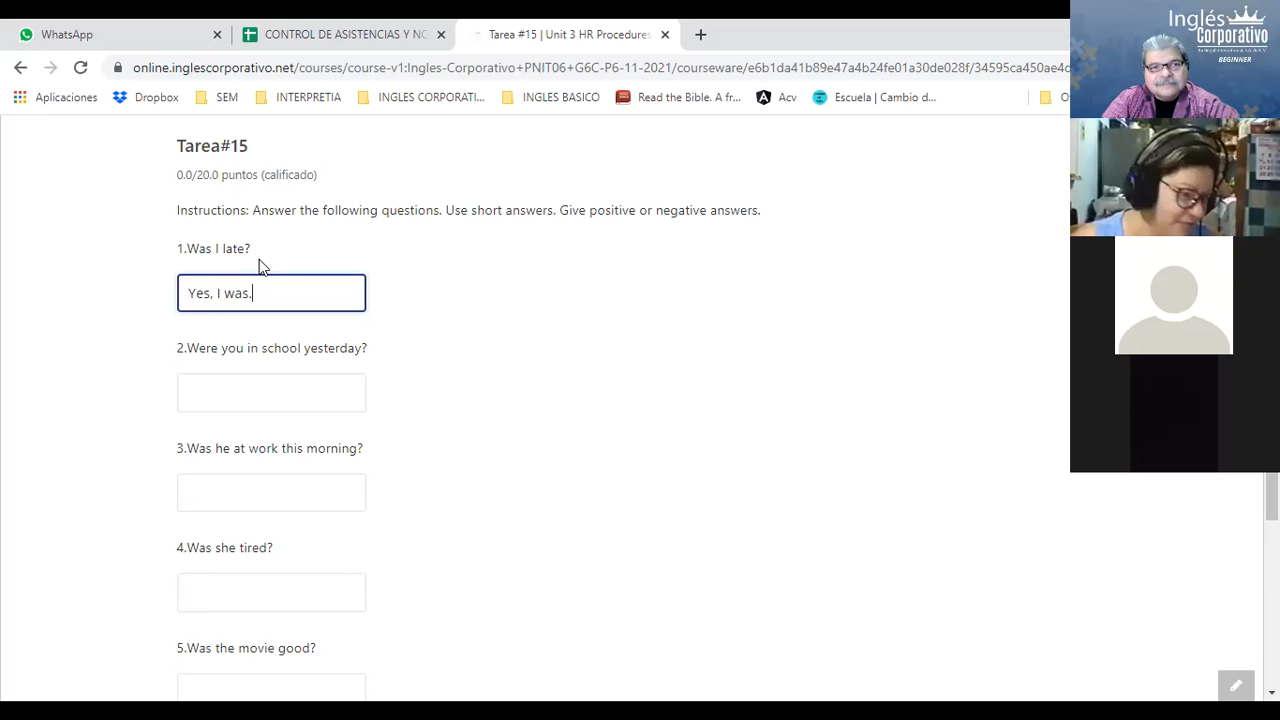 WhatsApp
CONTROL DE ASISTENCIAS Y NO
Tarea #15 | Unit 3 HR Procedures
online.inglescorporativo.net/courses/course-v1:Ingles-Corporativo+PNIT06+G6C-P6-11-2021/courseware/e6b1da41b89e47a4b24fe01a30de028f/34595ca450ae4c
Aplicaciones
Dropbox
SEM
INTERPRETIA
INGLES CORPORATI...
INGLES BASICO
Read the Bible. A fr...
Acv
Escuela | Cambio d...
O
Inglés
Corporativo
BEGINNER
Tarea#15
0.0/20.0 puntos (calificado)
Instructions: Answer the following questions. Use short answers. Give positive or negative answers.
1.Was I late?
Yes, I was.
2.Were you in school yesterday?
3.Was he at work this morning?
4.Was she tired?
5.Was the movie good?